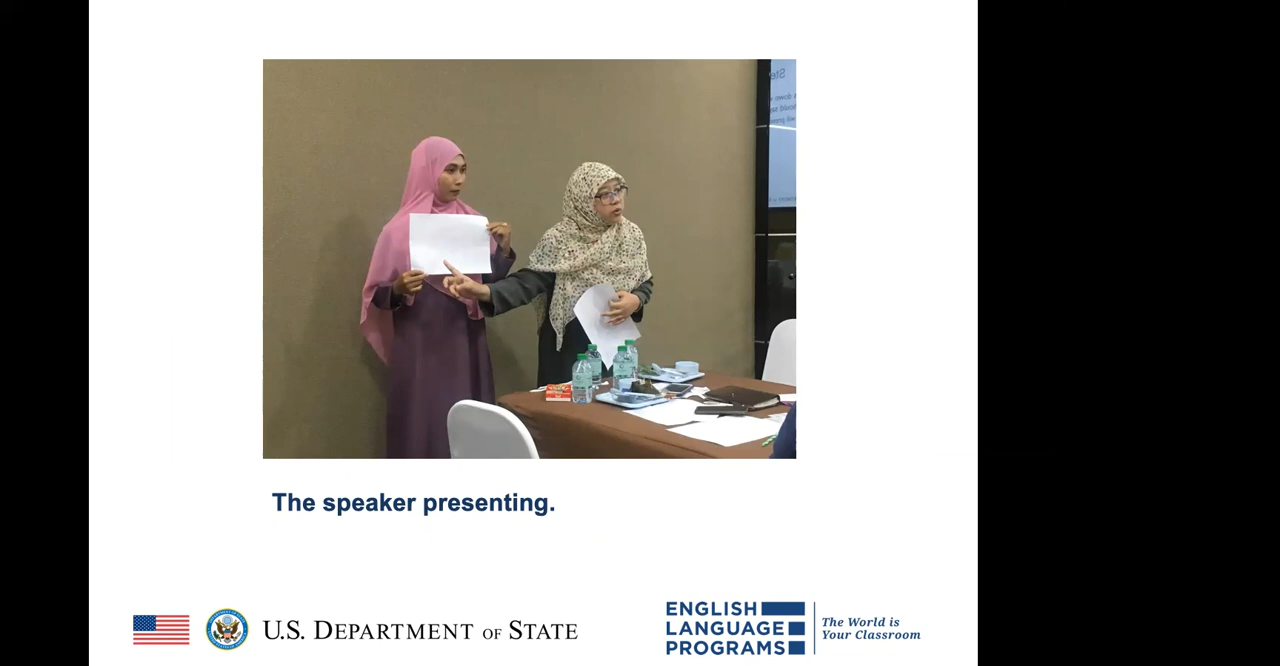 The speaker presenting.
U.S. DEPARTMENT OF STATE
ENGLISH
LANGUAGE
PROGRAMS
The World is
Your Classroom